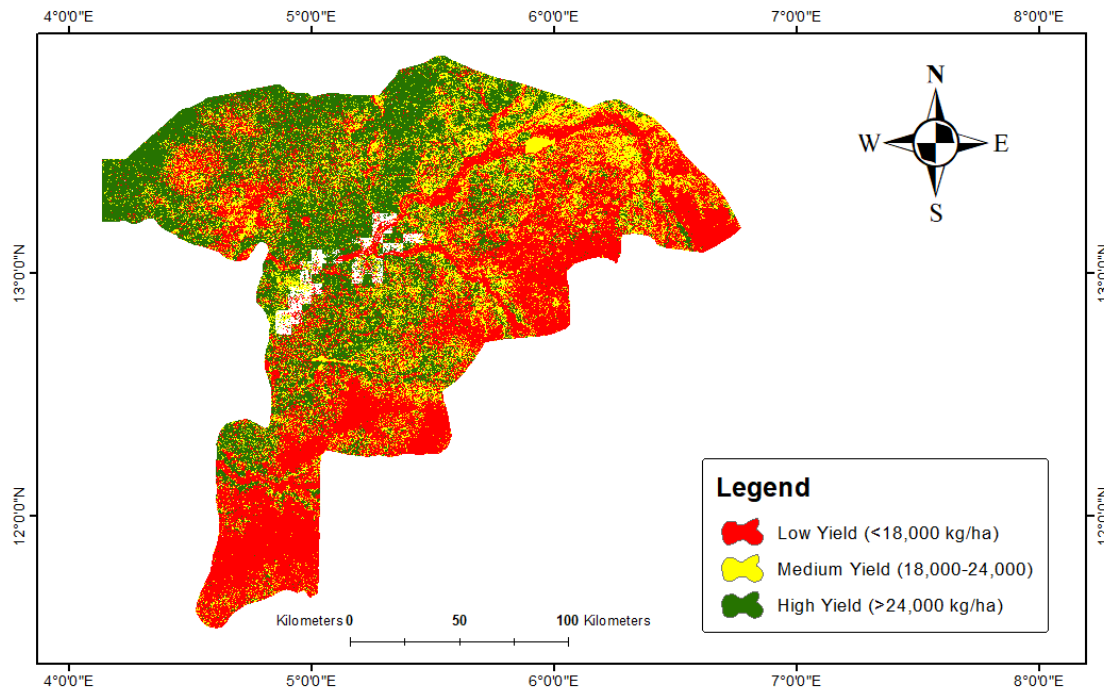 4°0'0"E 5°0'0"E 6°0'0"E 7°0'0"E 8°0'0"E
N
W E
S
13°0'0"N 13°0'0"N
12°0'0"N 12°0'0"N
Legend
Low Yield (<18,000 kg/ha)
Medium Yield (18,000-24,000)
High Yield (>24,000 kg/ha)
Kilometers 0 50 100 Kilometers
4°0'0"E 5°0'0"E 6°0'0"E 7°0'0"E 8°0'0"E